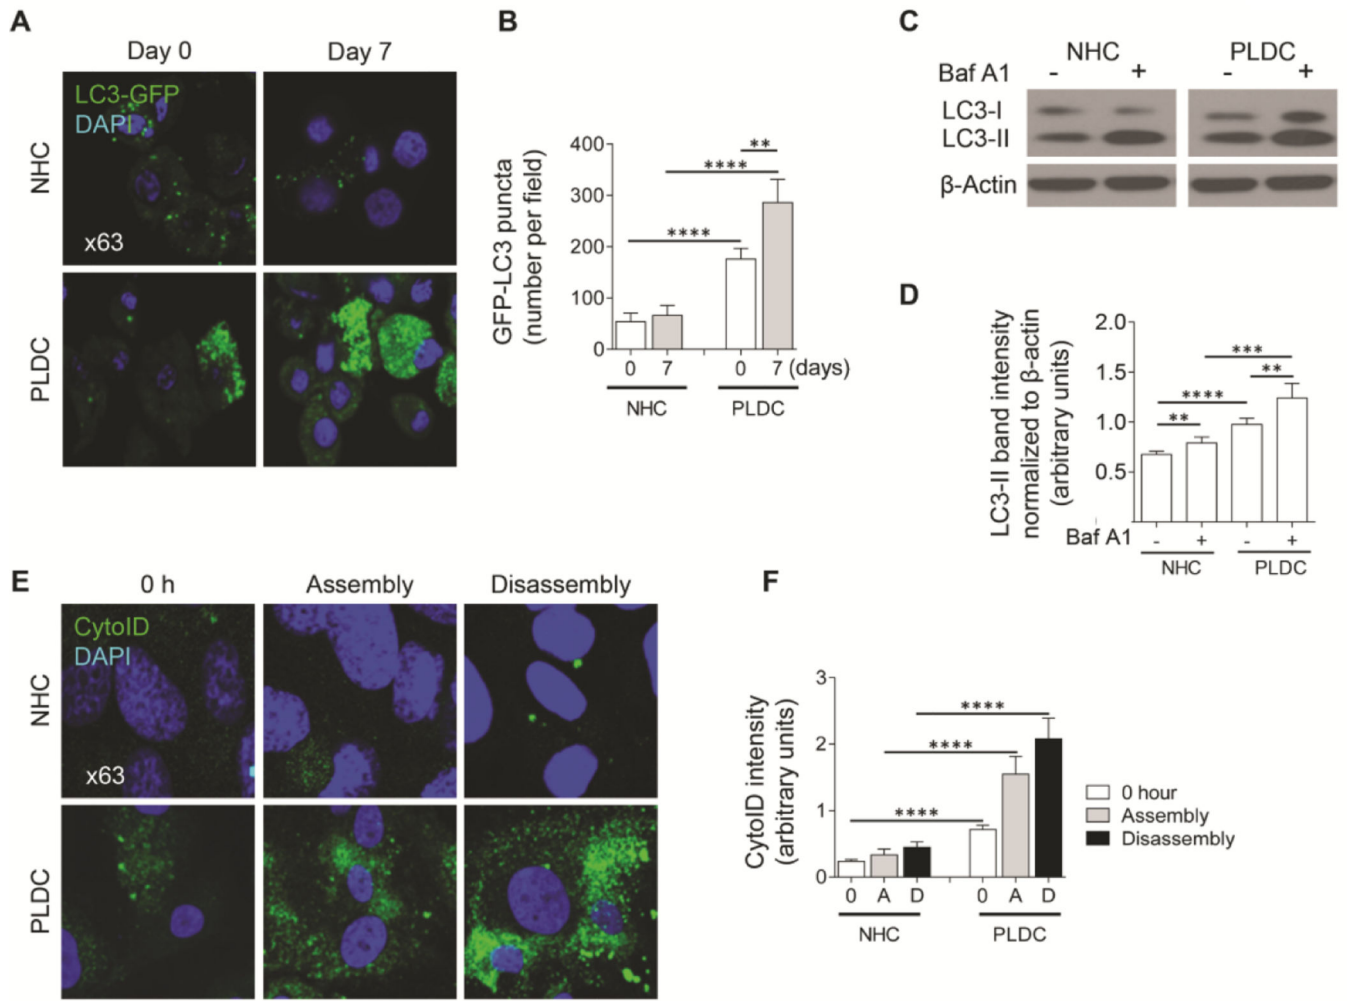 A
Day 0
Day 7
LC3-GFP
DAPI
NHC
x63
PLDC
B
GFP-LC3 puncta
(number per field)
400
300
200
100
0
**
****
****
0 7 0 7 (days)
NHC PLDC
C
NHC PLDC
Baf A1 - + - +
LC3-I
LC3-II
β-Actin
D
LC3-II band intensity
normalized to β-actin
(arbitrary units)
2.0
1.5
1.0
0.5
***
**
****
**
Baf A1 - + - +
NHC PLDC
E
0 h Assembly Disassembly
CytoID
DAPI
NHC
x63
PLDC
F
CytoID intensity
(arbitrary units)
3
2
1
0
****
****
****
0 A D 0 A D
NHC PLDC
0 hour
Assembly
Disassembly